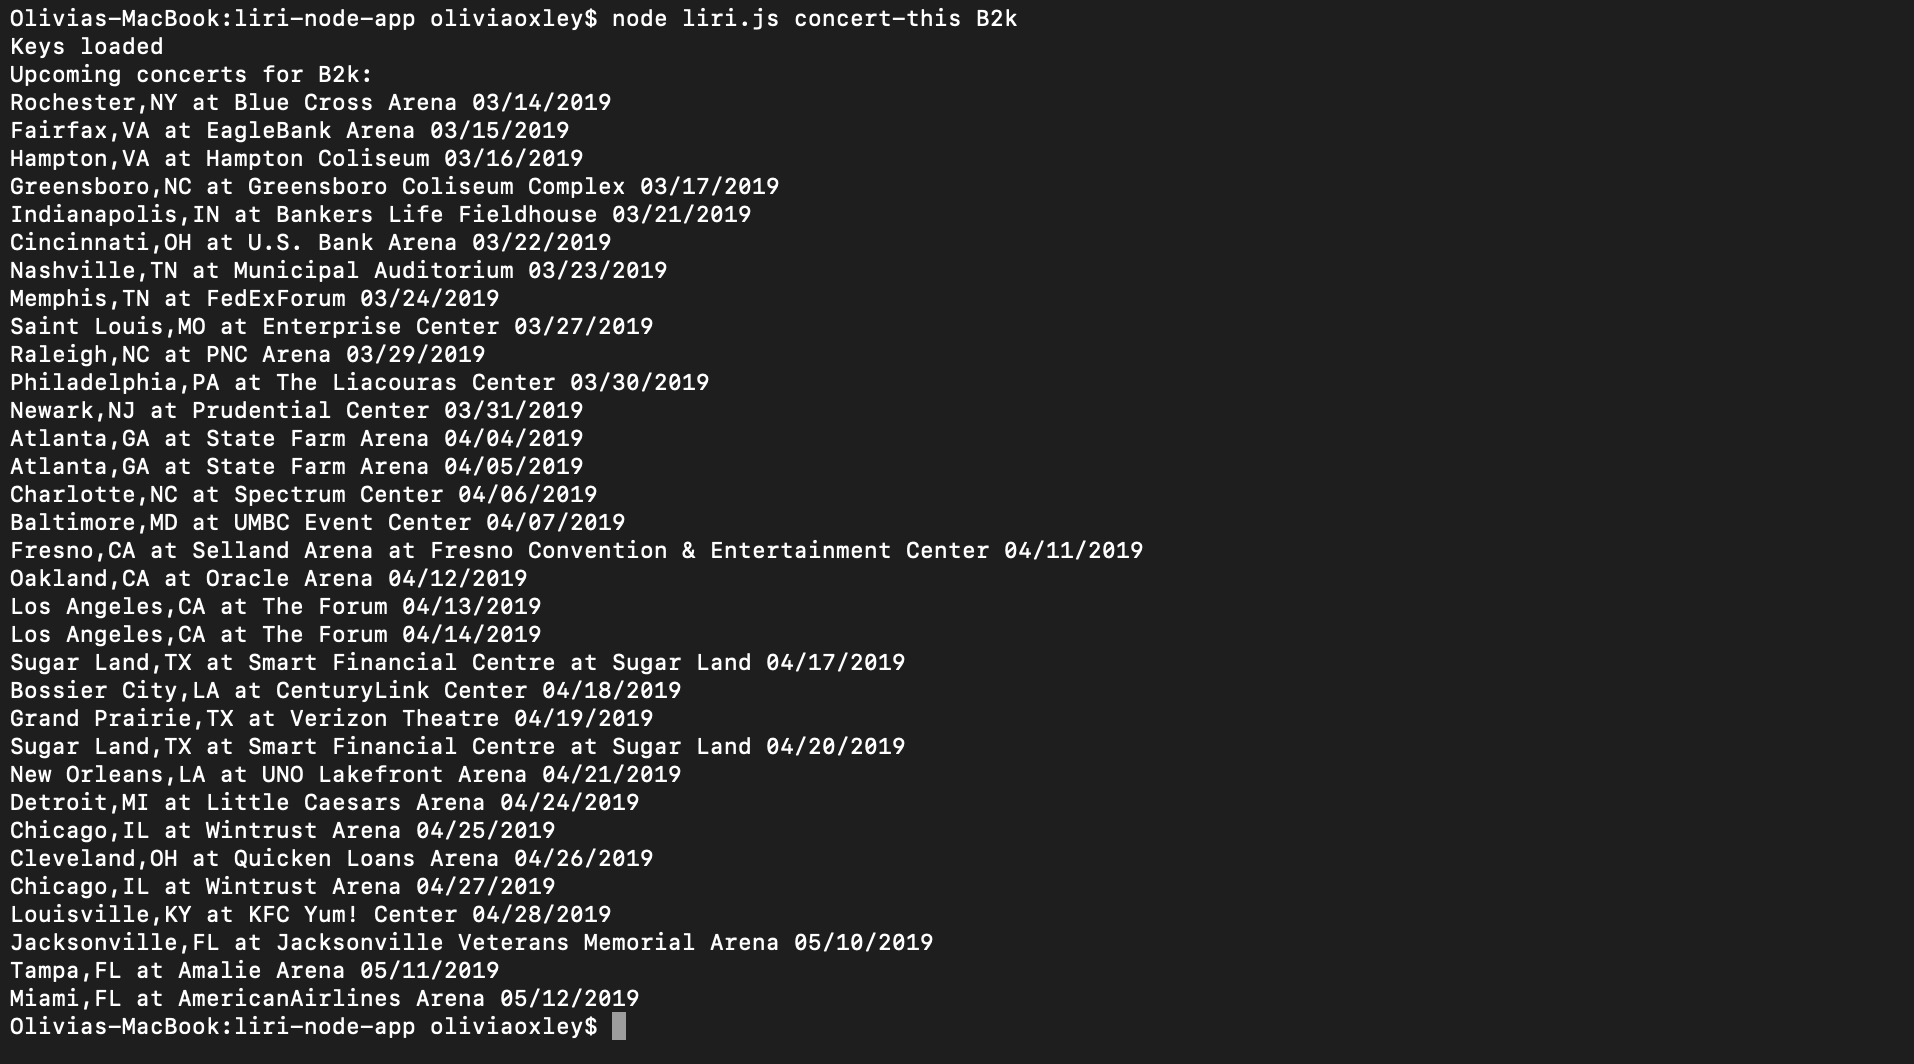 Olivias-MacBook:liri-node-app oliviaoxley$ node liri.js concert-this B2k
Keys loaded
Upcoming concerts for B2k:
Rochester,NY at Blue Cross Arena 03/14/2019
Fairfax,VA at EagleBank Arena 03/15/2019
Hampton,VA at Hampton Coliseum 03/16/2019
Greensboro,NC at Greensboro Coliseum Complex 03/17/2019
Indianapolis,IN at Bankers Life Fieldhouse 03/21/2019
Cincinnati,OH at U.S. Bank Arena 03/22/2019
Nashville,TN at Municipal Auditorium 03/23/2019
Memphis,TN at FedExForum 03/24/2019
Saint Louis,MO at Enterprise Center 03/27/2019
Raleigh,NC at PNC Arena 03/29/2019
Philadelphia,PA at The Liacouras Center 03/30/2019
Newark,NJ at Prudential Center 03/31/2019
Atlanta,GA at State Farm Arena 04/04/2019
Atlanta,GA at State Farm Arena 04/05/2019
Charlotte,NC at Spectrum Center 04/06/2019
Baltimore,MD at UMBC Event Center 04/07/2019
Fresno,CA at Selland Arena at Fresno Convention & Entertainment Center 04/11/2019
Oakland,CA at Oracle Arena 04/12/2019
Los Angeles,CA at The Forum 04/13/2019
Los Angeles,CA at The Forum 04/14/2019
Sugar Land,TX at Smart Financial Centre at Sugar Land 04/17/2019
Bossier City,LA at CenturyLink Center 04/18/2019
Grand Prairie,TX at Verizon Theatre 04/19/2019
Sugar Land,TX at Smart Financial Centre at Sugar Land 04/20/2019
New Orleans,LA at UNO Lakefront Arena 04/21/2019
Detroit,MI at Little Caesars Arena 04/24/2019
Chicago,IL at Wintrust Arena 04/25/2019
Cleveland,OH at Quicken Loans Arena 04/26/2019
Chicago,IL at Wintrust Arena 04/27/2019
Louisville,KY at KFC Yum! Center 04/28/2019
Jacksonville,FL at Jacksonville Veterans Memorial Arena 05/10/2019
Tampa,FL at Amalie Arena 05/11/2019
Miami,FL at AmericanAirlines Arena 05/12/2019
Olivias-MacBook:liri-node-app oliviaoxley$